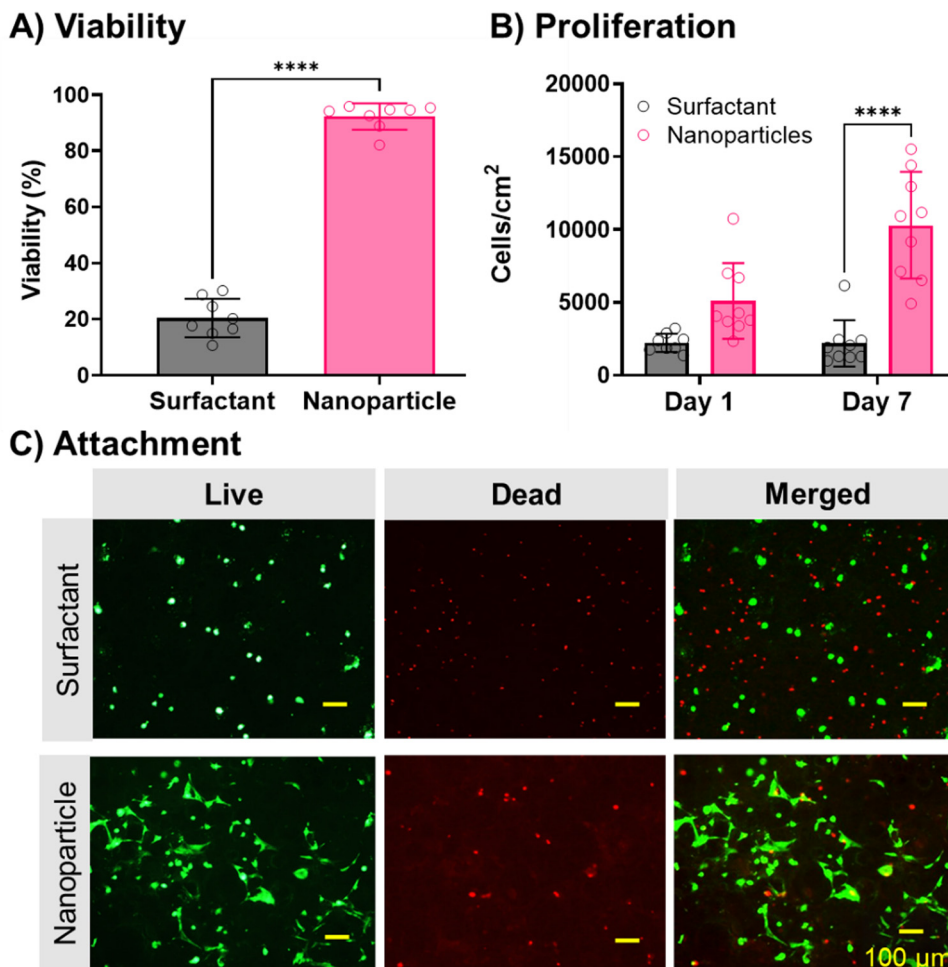 A) Viability
****
100
80
60
40
20
0
Viability (%)
Surfactant
Nanoparticle
B) Proliferation
20000
15000
10000
5000
0
Cells/cm²
Surfactant
Nanoparticles
****
Day 1
Day 7
C) Attachment
Live
Dead
Merged
Surfactant
Nanoparticle
100 µm